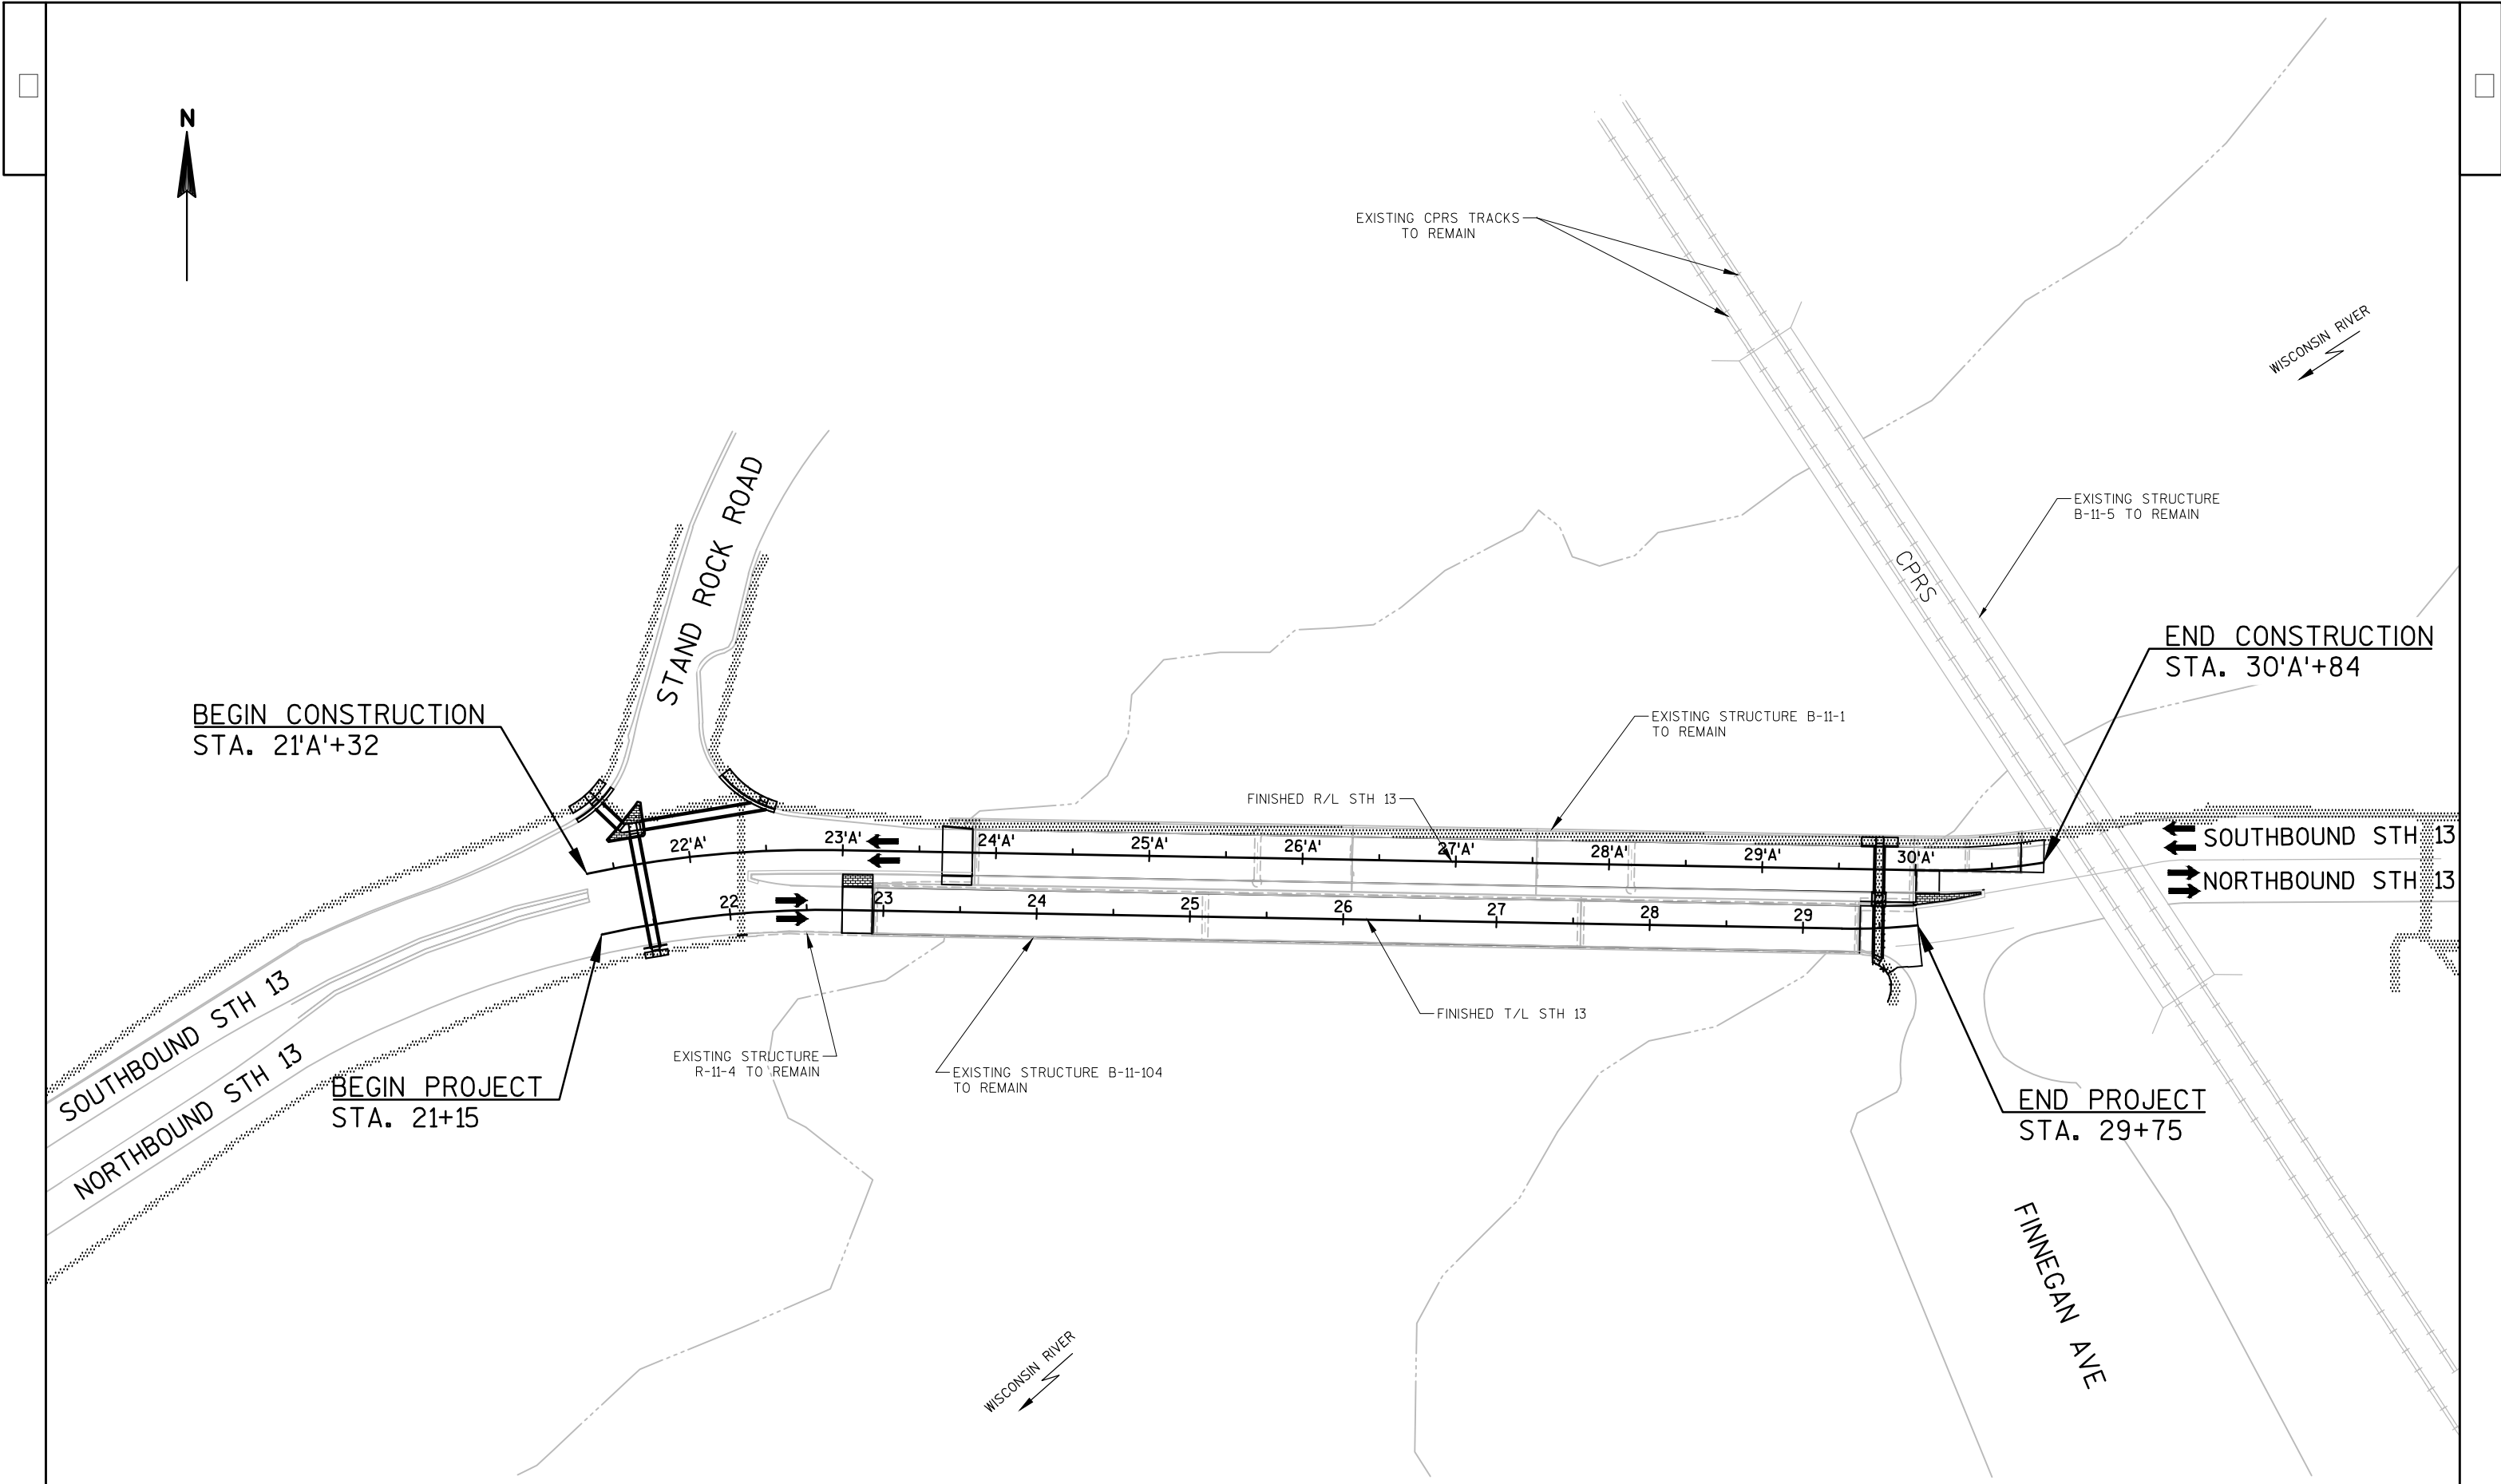 N
EXISTING CPRS TRACKS
TO REMAIN
WISCONSIN RIVER
EXISTING STRUCTURE
B-11-5 TO REMAIN
CPRS
STAND ROCK ROAD
END CONSTRUCTION
STA. 30'A'+84
BEGIN CONSTRUCTION
STA. 21'A'+32
EXISTING STRUCTURE B-11-1
TO REMAIN
FINISHED R/L STH 13
22'A' 23'A' 24'A' 25'A' 26'A' 27'A' 28'A' 29'A' 30'A'
SOUTHBOUND STH 13
NORTHBOUND STH 13
22 23 24 25 26 27 28 29
SOUTHBOUND STH 13
NORTHBOUND STH 13
FINISHED T/L STH 13
EXISTING STRUCTURE
R-11-4 TO REMAIN
EXISTING STRUCTURE B-11-104
TO REMAIN
BEGIN PROJECT
STA. 21+15
END PROJECT
STA. 29+75
FINNEGAN AVE
WISCONSIN RIVER